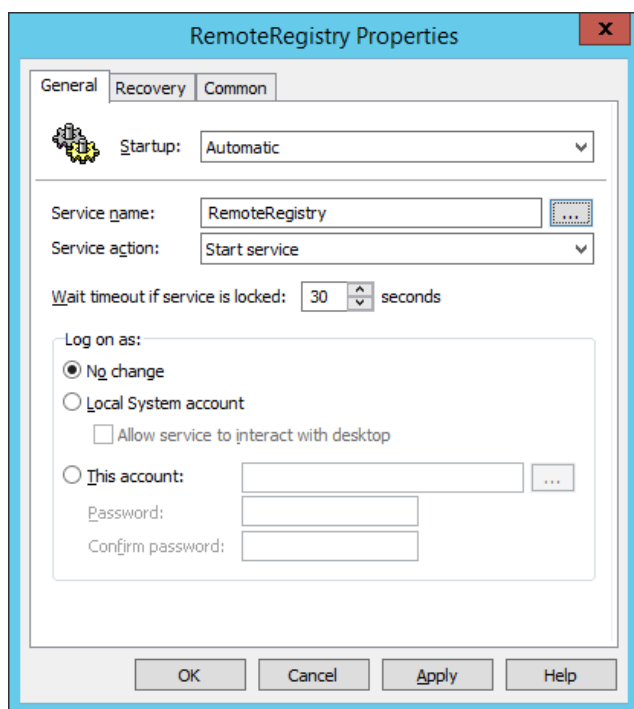 RemoteRegistry Properties
x
General Recovery Common
Startup: Automatic
Service name: RemoteRegistry ...
Service action: Start service
Wait timeout if service is locked: 30 seconds
Log on as:
No change
Local System account
Allow service to interact with desktop
This account: ...
Password:
Confirm password:
OK Cancel Apply Help